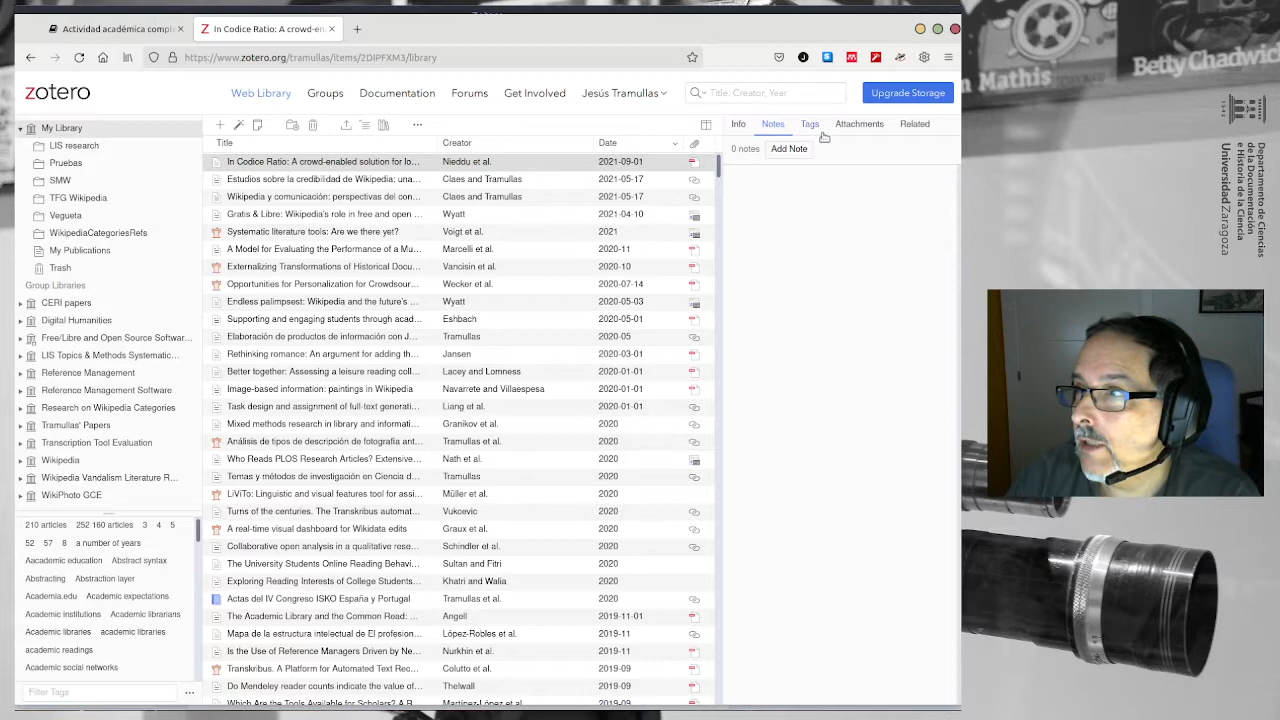 Actividad académica compl
In Codice Ratio: A crowd-en
https://www.zotero.org/tramullas/items/2DIPFXM3/library
zotero
Web Library
Groups
Documentation
Forums
Get Involved
Jesús Tramullas
Title, Creator, Year
Upgrade Storage
My Library
LIS research
Pruebas
SMW
TFG Wikipedia
Vegueta
WikipediaCategoriesRefs
My Publications
Trash
Group Libraries
CERI papers
Digital Humanities
Free/Libre and Open Source Softwar...
LIS Topics & Methods Systematic...
Reference Management
Reference Management Software
Research on Wikipedia Categories
Tramullas' Papers
Transcription Tool Evaluation
Wikipedia
Wikipedia Vandalism Literature R...
WikiPhoto GCE
210 articles 252 160 articles 3 4 5
52 57 8 a number of years
Aacademic education Abstract syntax
Abstracting Abstraction layer
Academia.edu Academic expectations
Academic institutions Academic librarians
Academic libraries academic libraries
academic readings
Academic social networks
Filter Tags
Title Creator Date
In Codice Ratio: A crowd-enabled solution for lo... Nieddu et al. 2021-09-01
Estudios sobre la credibilidad de Wikipedia: una... Claes and Tramullas 2021-05-17
Wikipedia y comunicación: perspectivas del con... Claes and Tramullas 2021-05-17
Gratis & Libre: Wikipedia's role in free and open ... Wyatt 2021-04-10
Systematic literature tools: Are we there yet? Voigt et al. 2021
A Model for Evaluating the Performance of a Mu... Marcelli et al. 2020-11
Externalizing Transformations of Historical Docu... Vancisin et al. 2020-10
Opportunities for Personalization for Crowdsour... Wecker et al. 2020-07-14
Endless palimpsest: Wikipedia and the future's ... Wyatt 2020-05-03
Supporting and engaging students through acad... Eshbach 2020-05-01
Elaboración de productos de información con J... Tramullas 2020-05
Rethinking romance: An argument for adding th... Jansen 2020-03-01
Better together: Assessing a leisure reading coll... Lacey and Lomness 2020-01-01
Image-based information: paintings in Wikipedia Navarrete and Villaespesa 2020-01-01
Task design and assignment of full-text generati... Liang et al. 2020-01-01
Mixed methods research in library and informati... Granikov et al. 2020
Análisis de tipos de descripción de fotografía ant... Tramullas et al. 2020
Who Reads PLOS Research Articles? Extensive... Nath et al. 2020
Temas y métodos de investigación en Ciencia d... Tramullas 2020
LiViTo: Linguistic and visual features tool for assi... Müller et al. 2020
Turns of the centuries. The Transkribus automat... Vukcevic 2020
A real-time visual dashboard for Wikidata edits Graux et al. 2020
Collaborative open analysis in a qualitative rese... Schindler et al. 2020
The University Students Online Reading Behavi... Sultan and Fitri 2020
Exploring Reading Interests of College Students... Khatri and Walia 2020
Actas del IV Congreso ISKO España y Portugal Tramullas 2020
The Academic Library and the Common Read: ... Angell 2019-11-01
Mapa de la estructura intelectual de El profesion... López-Robles et al. 2019-11
Is the Use of Reference Managers Driven by Ne... Nurkhin et al. 2019-11
Transkribus. A Platform for Automated Text Rec... Colutto et al. 2019-09
Do Mendeley reader counts indicate the value of... Thelwall 2019-09
Which Are the Tools Available for Scholars? A R... Martínez-López et al. 2019-09
Info Notes Tags Attachments Related
0 notes Add Note
n Mathis
Betty Chadwi
Departamento de Ciencias
de la Documentación
e Historia de la Ciencia
Universidad Zaragoza